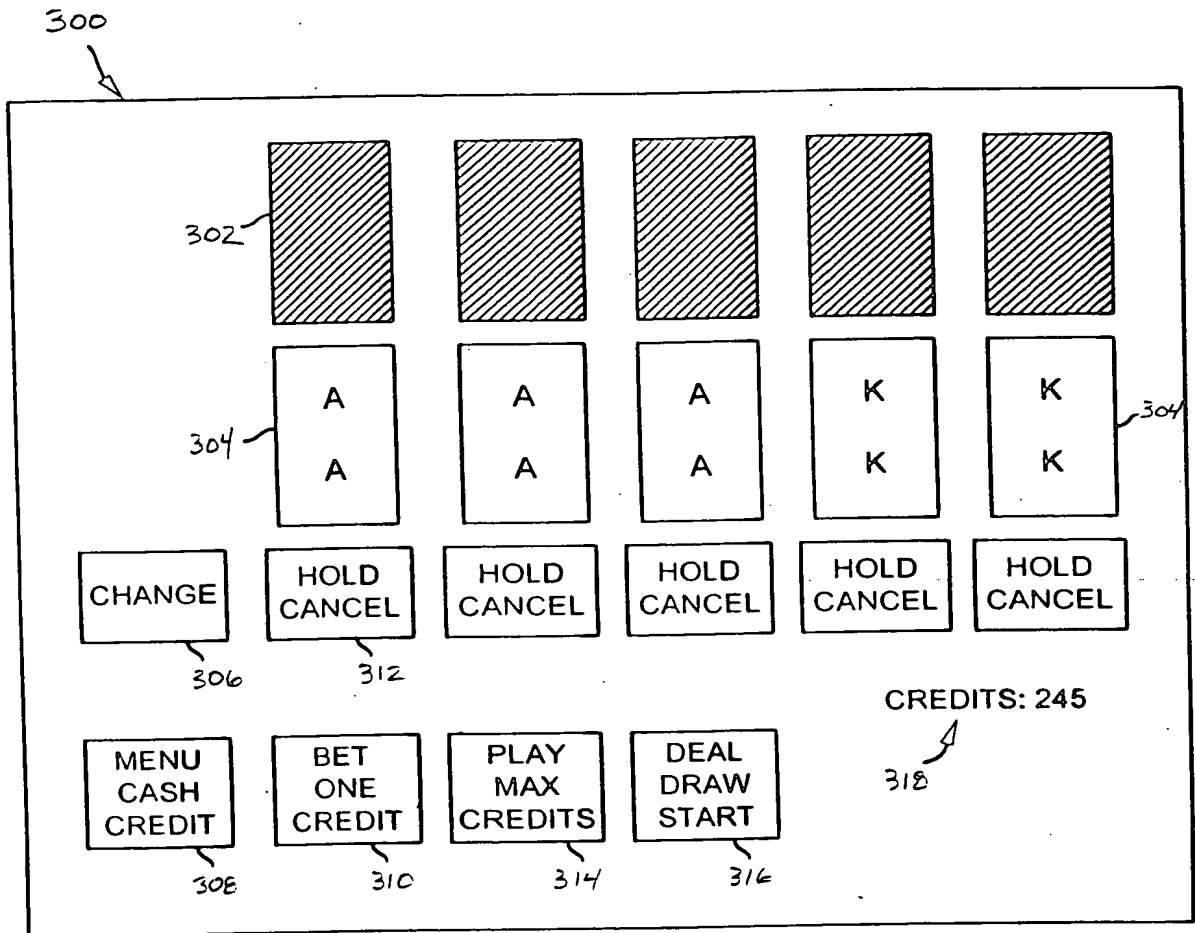 300
302
A A A K K
304 304
A A A K K
CHANGE
HOLD CANCEL
HOLD CANCEL
HOLD CANCEL
HOLD CANCEL
HOLD CANCEL
306
312
CREDITS: 245
318
MENU
CASH
CREDIT
BET
ONE
CREDIT
PLAY
MAX
CREDITS
DEAL
DRAW
START
308
310
314
316